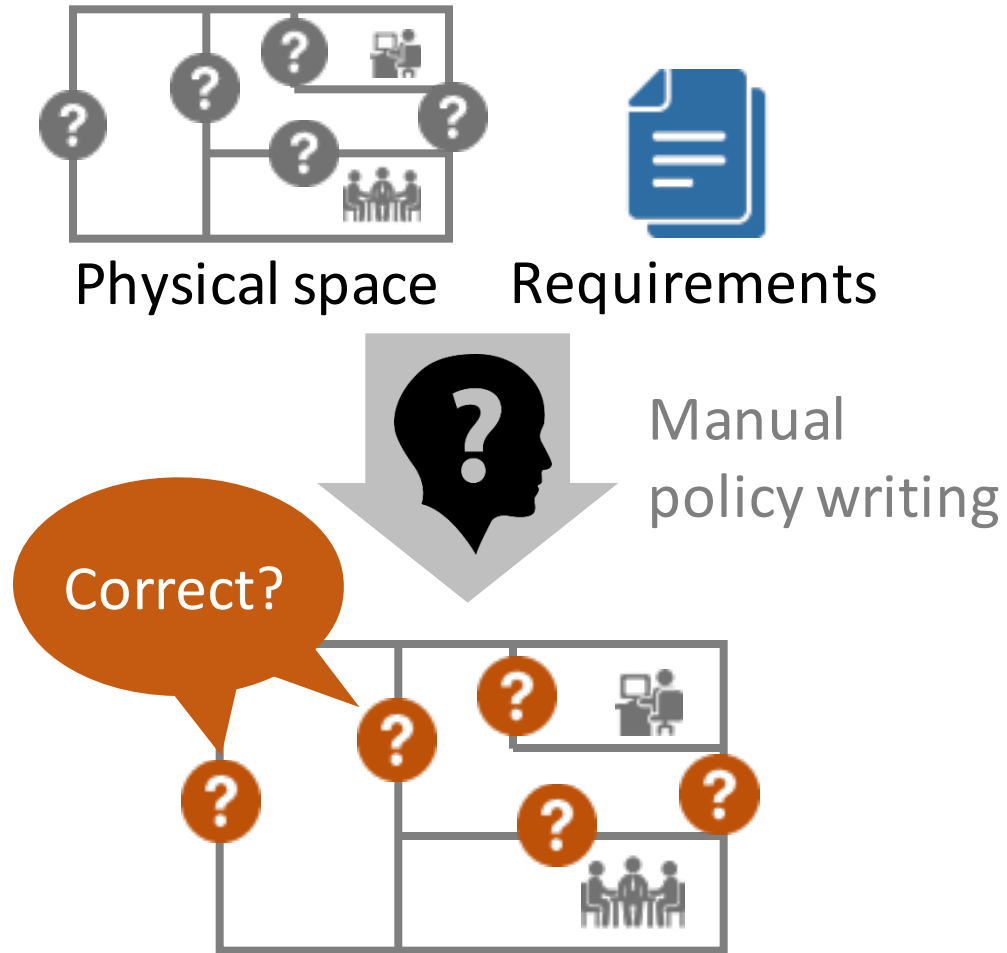 ?
?
?
?
?
Physical space
Requirements
?
Manual
policy writing
Correct?
?
?
?
?
?